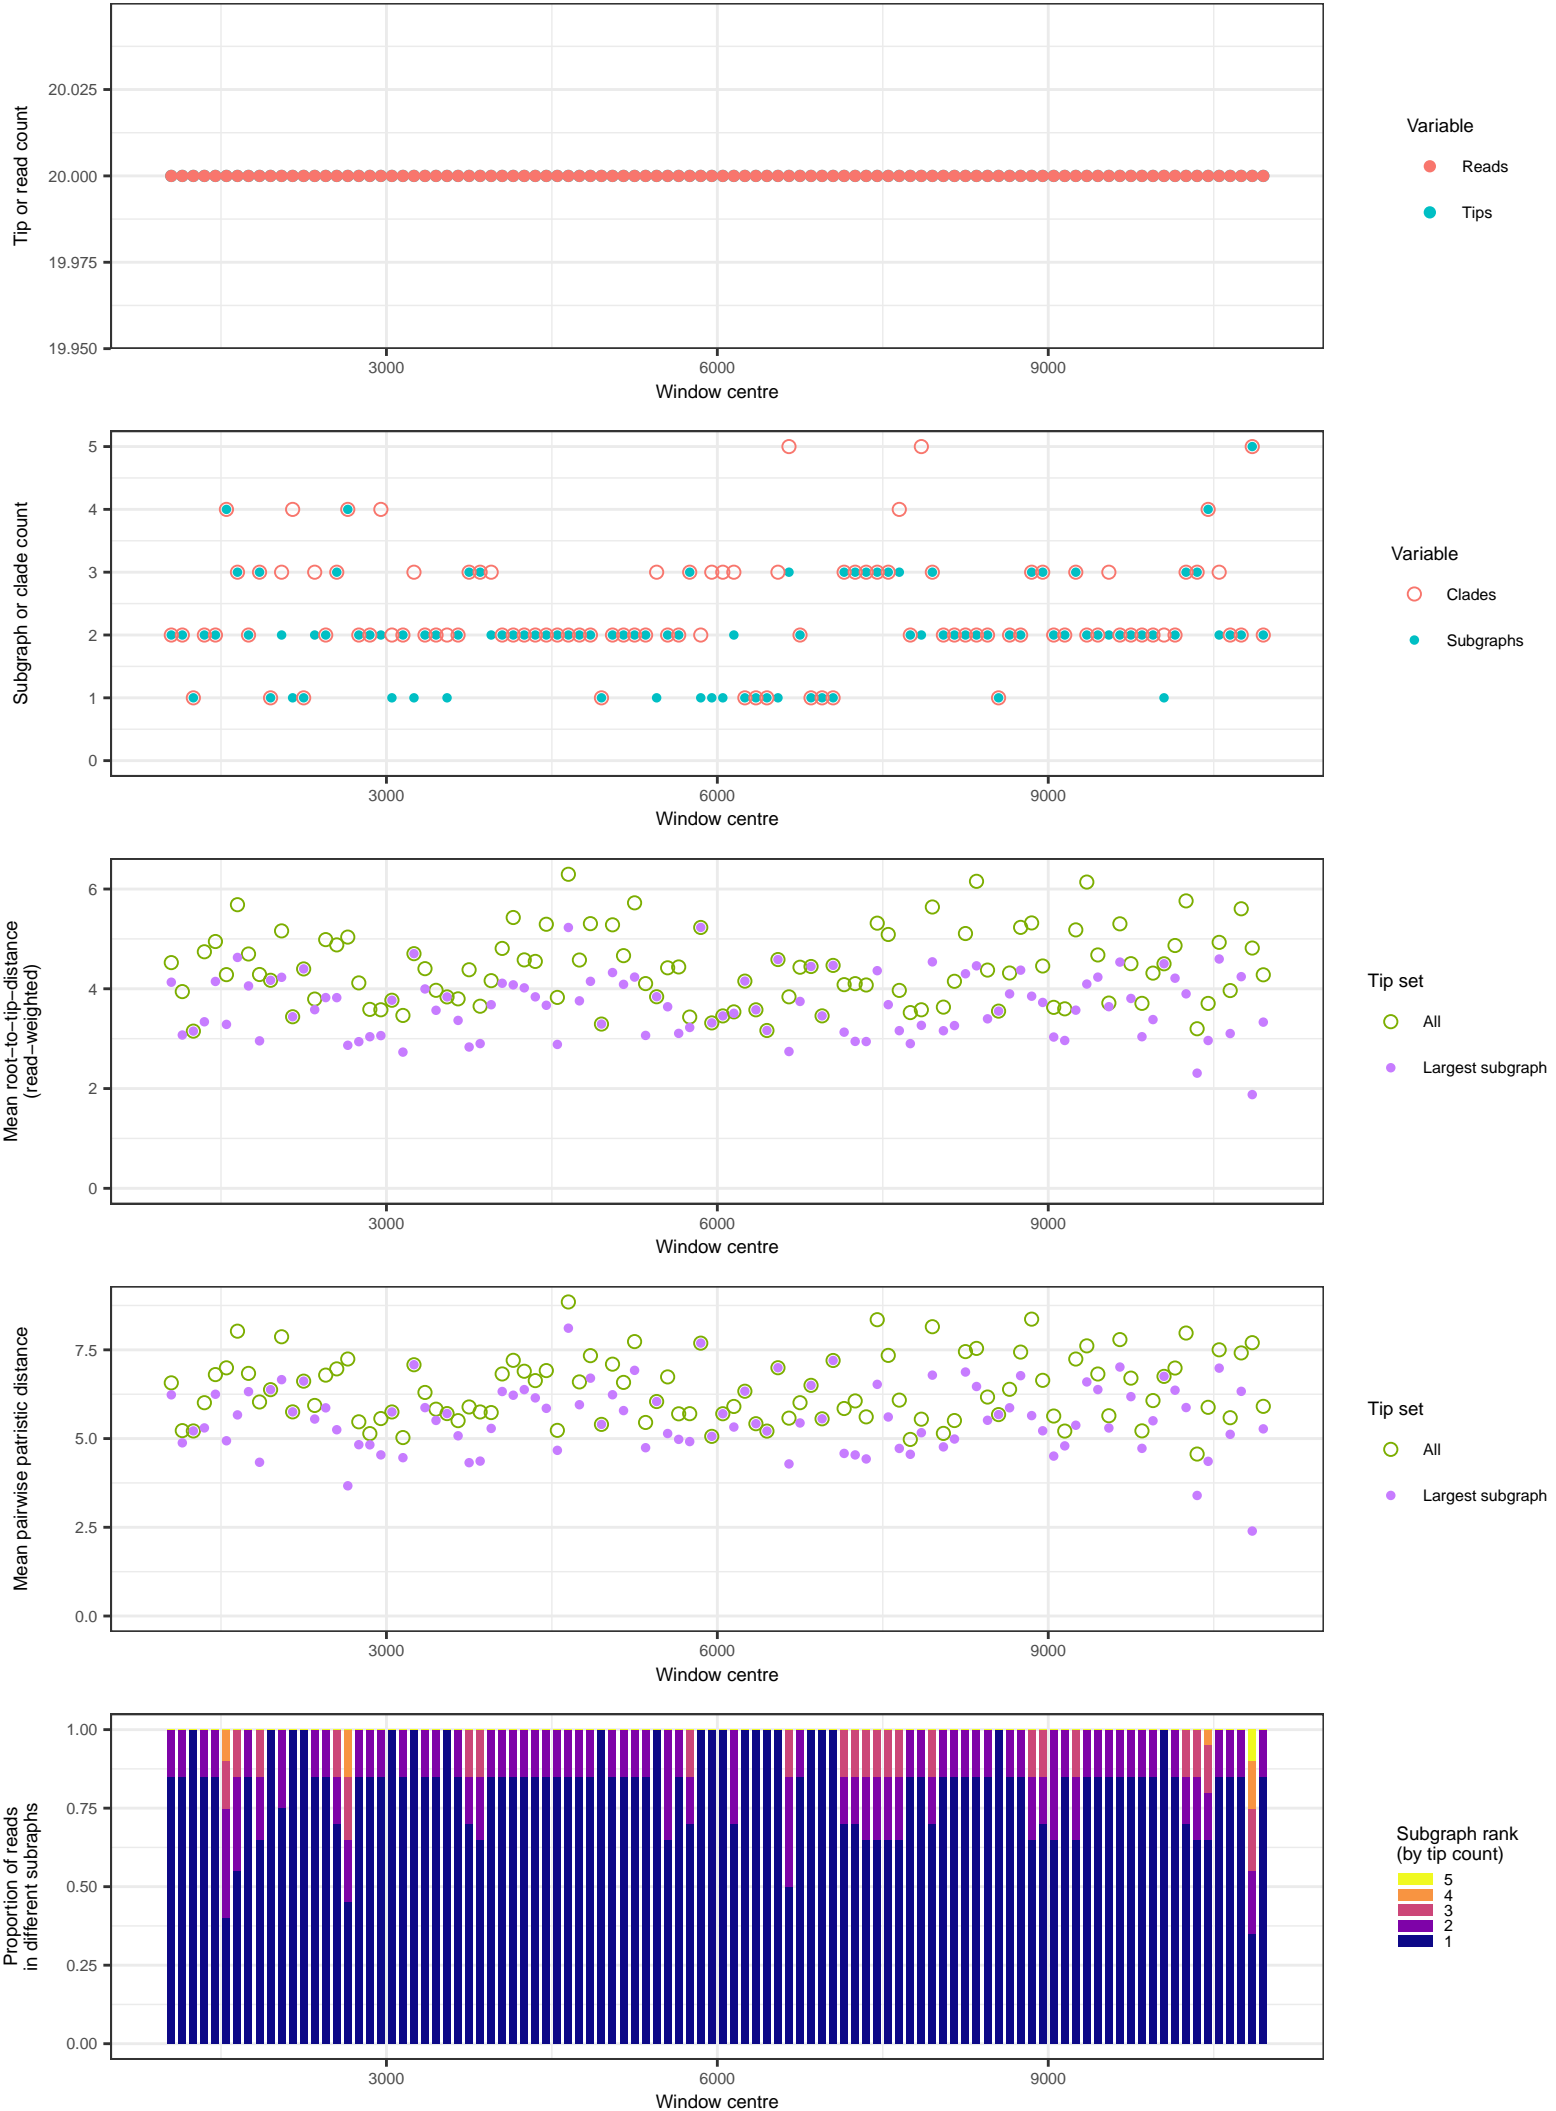 Tip or read count
20.025
20.000
19.975
19.950
3000
6000
9000
Window centre
Variable
Reads
Tips
Subgraph or clade count
5
4
3
2
1
0
3000
6000
9000
Window centre
Variable
Clades
Subgraphs
Mean root−to−tip−distance
(read−weighted)
6
4
2
0
3000
6000
9000
Window centre
Tip set
All
Largest subgraph
Mean pairwise patristic distance
7.5
5.0
2.5
0.0
3000
6000
9000
Window centre
Tip set
All
Largest subgraph
Proportion of reads
in different subraphs
1.00
0.75
0.50
0.25
0.00
3000
6000
9000
Window centre
Subgraph rank
(by tip count)
5
4
3
2
1